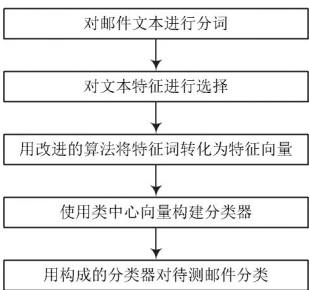 对邮件文本进行分词
对文本特征进行选择
用改进的算法将特征词转化为特征向量
使用类中心向量构建分类器
用构成的分类器对待测邮件分类